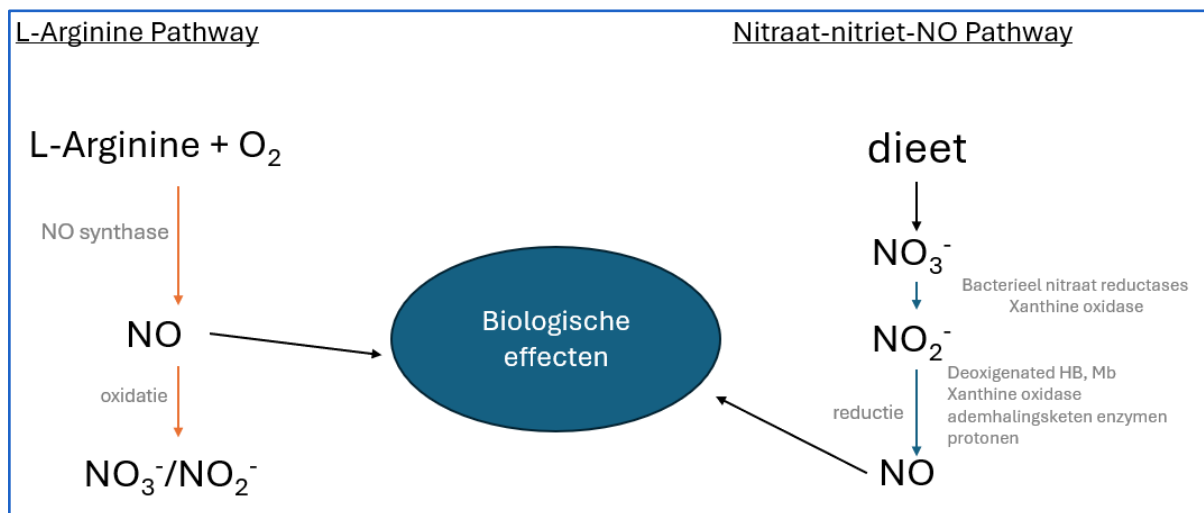 L-Arginine Pathway
L-Arginine + O₂
NO synthase
NO
oxidatie
NO₃⁻/NO₂⁻
Biologische
effecten
Nitraat-nitriet-NO Pathway
dieet
NO₃⁻
Bacterieel nitraat reductases
Xanthine oxidase
NO₂⁻
reductie
Deoxigenated HB, Mb
Xanthine oxidase
ademhalingsketen enzymen
protonen
NO